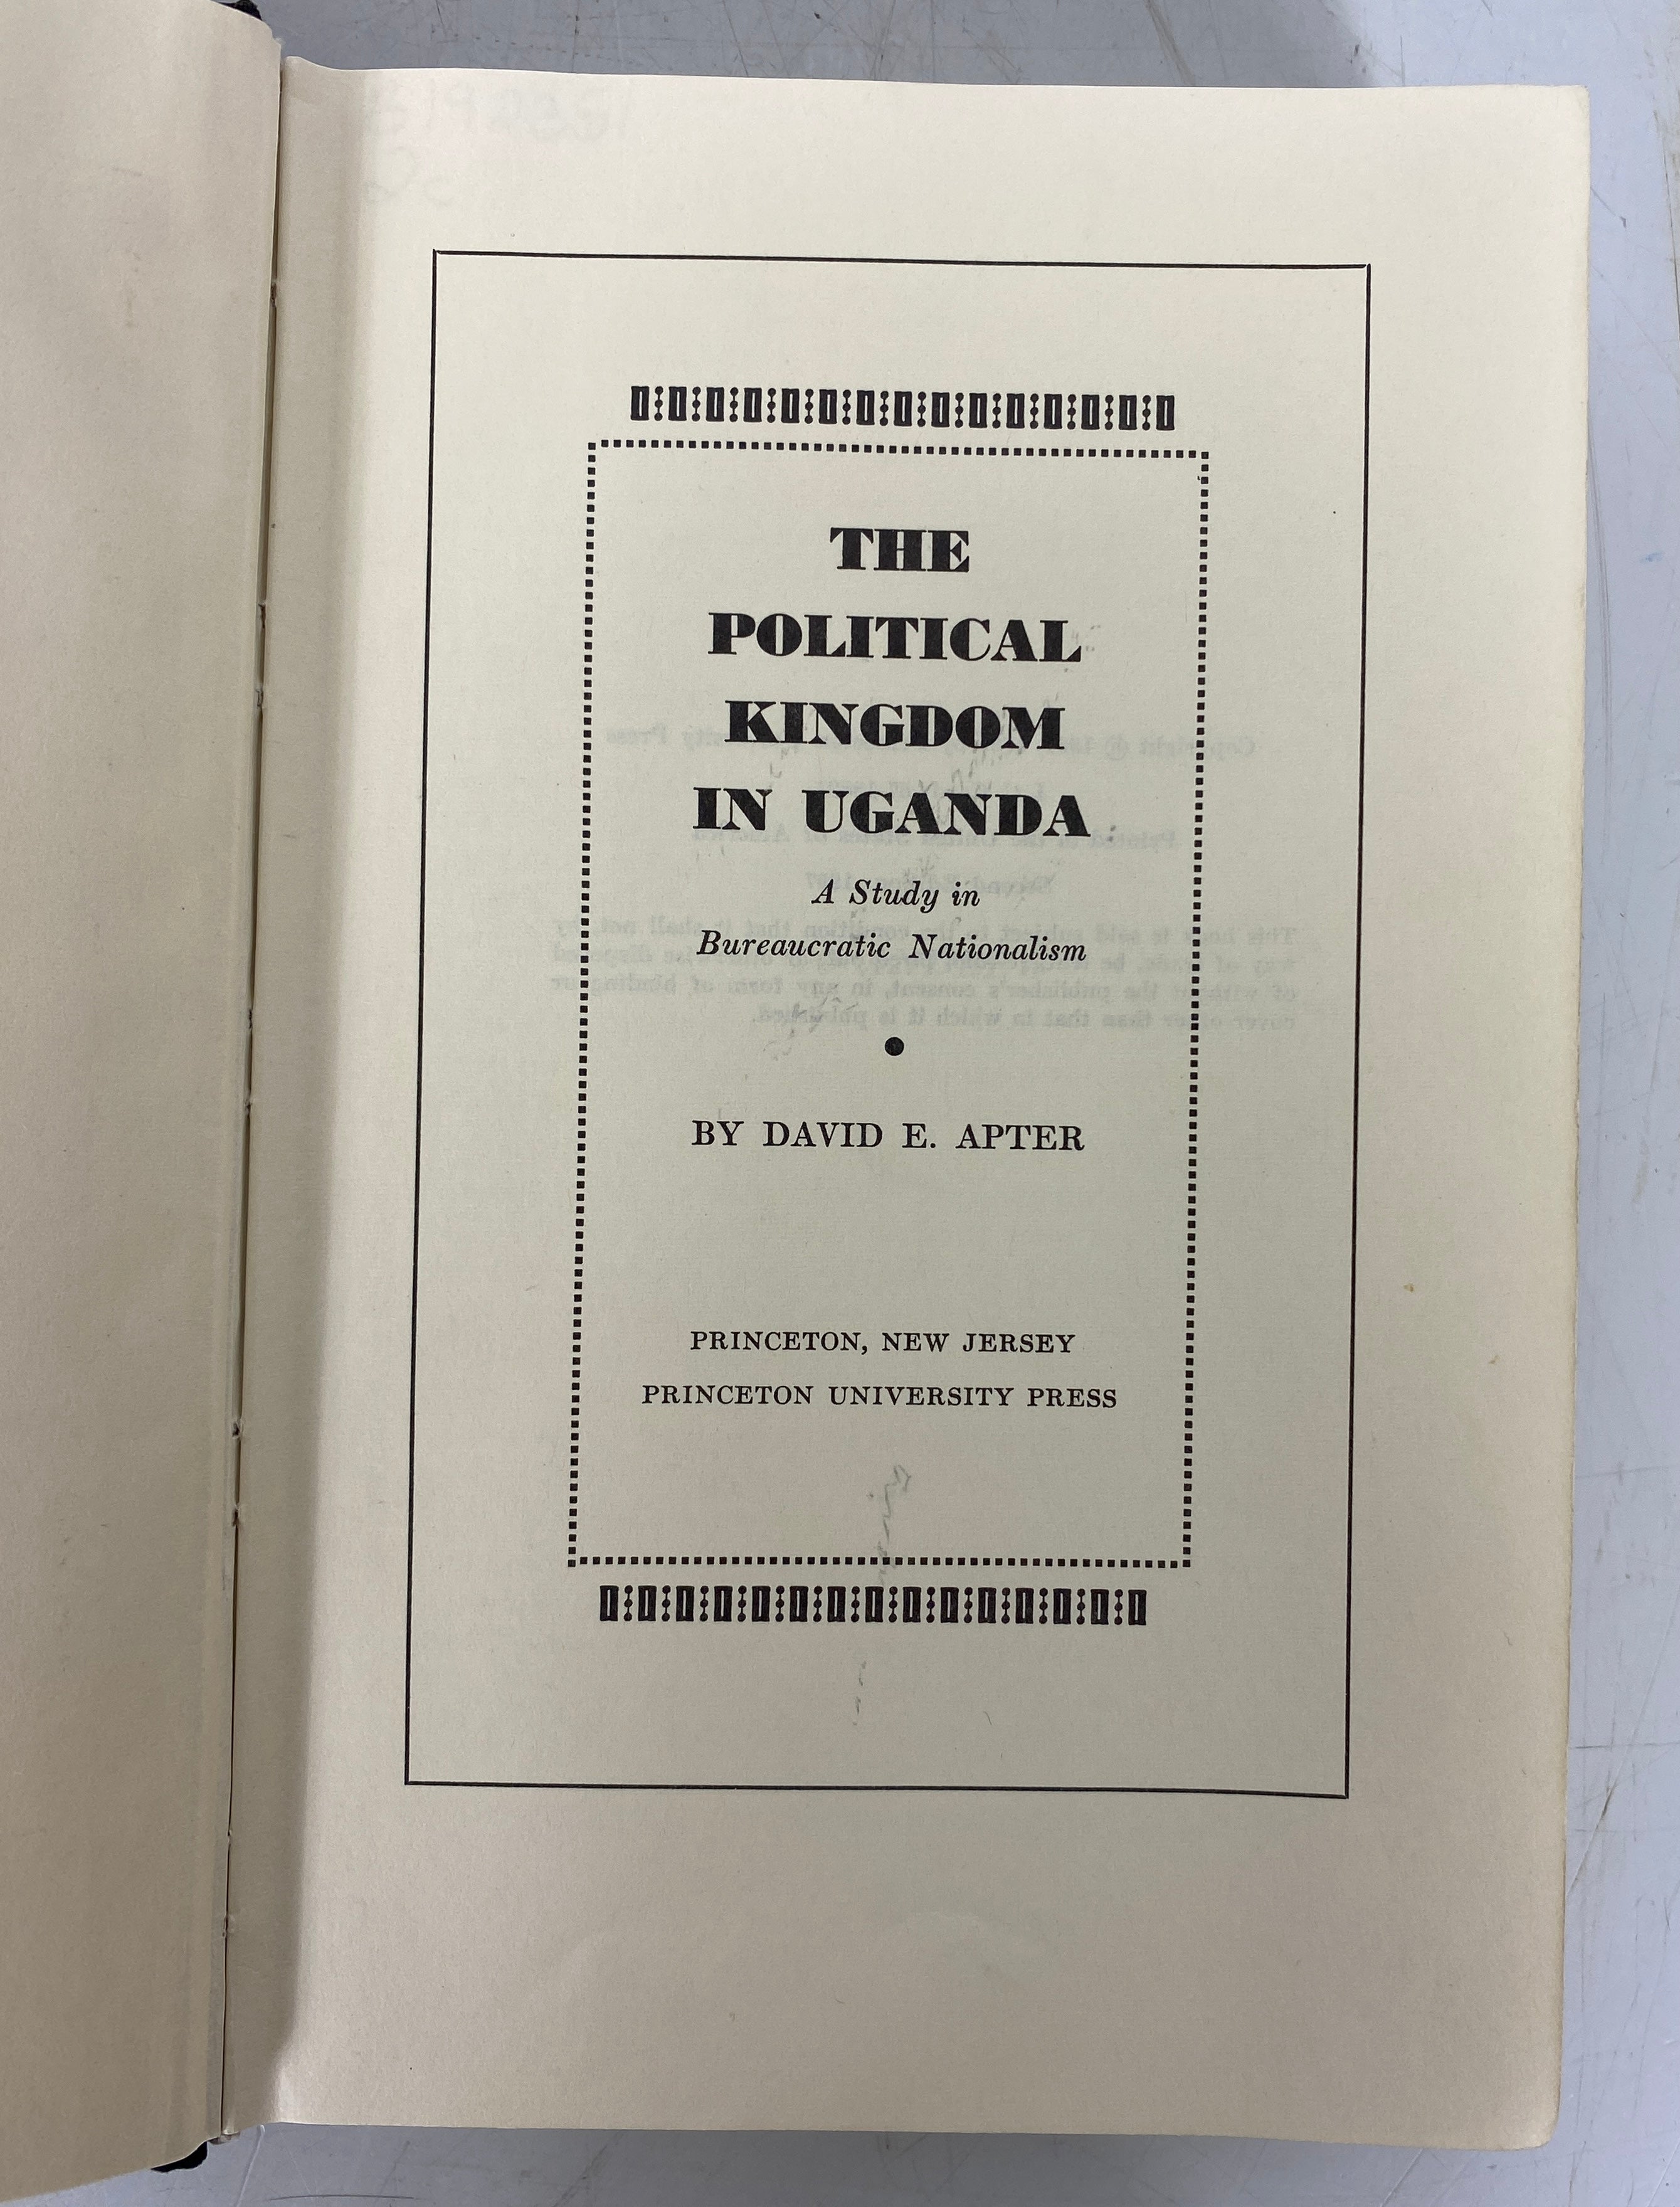 THE
POLITICAL
KINGDOM
IN UGANDA
A Study in
Bureaucratic Nationalism
BY DAVID E. APTER
PRINCETON, NEW JERSEY
PRINCETON UNIVERSITY PRESS